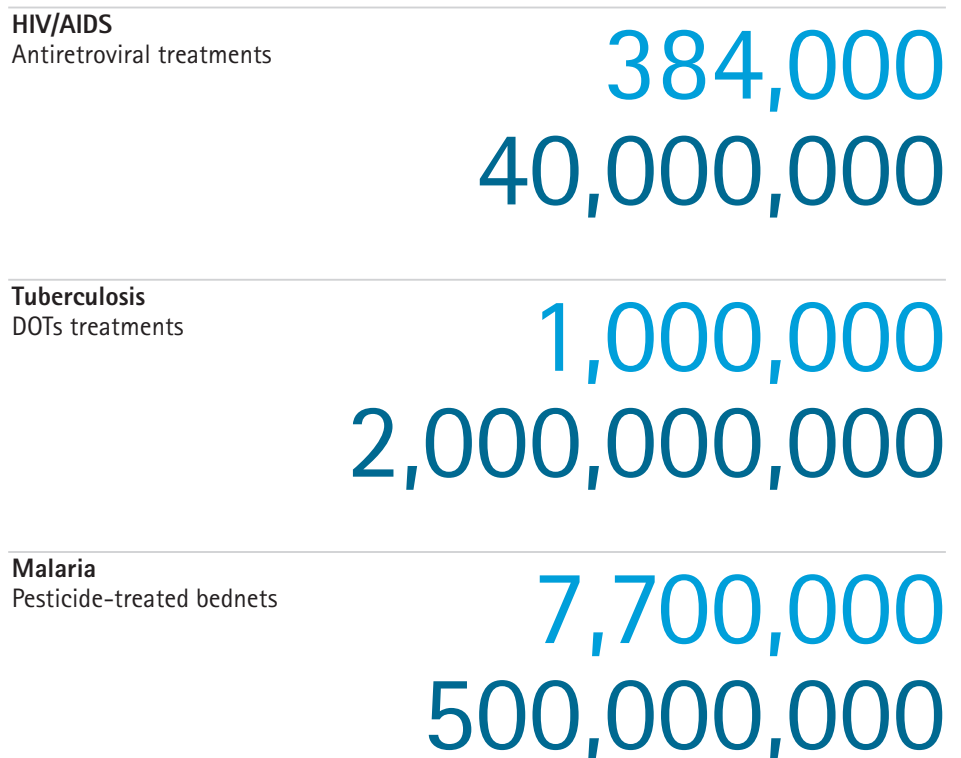 HIV/AIDS
Antiretroviral treatments
384,000
40,000,000
Tuberculosis
DOTs treatments
1,000,000
2,000,000,000
Malaria
Pesticide-treated bednets
7,700,000
500,000,000